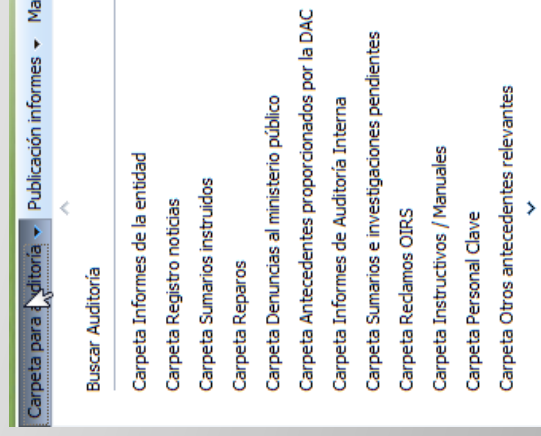 Carpeta para auditoría Publicación informes Ma
Buscar Auditoría
Carpeta Informes de la entidad
Carpeta Registro noticias
Carpeta Sumarios instruidos
Carpeta Reparos
Carpeta Denuncias al ministerio público
Carpeta Antecedentes proporcionados por la DAC
Carpeta Informes de Auditoría Interna
Carpeta Sumarios e investigaciones pendientes
Carpeta Reclamos OIRS
Carpeta Instructivos / Manuales
Carpeta Personal Clave
Carpeta Otros antecedentes relevantes